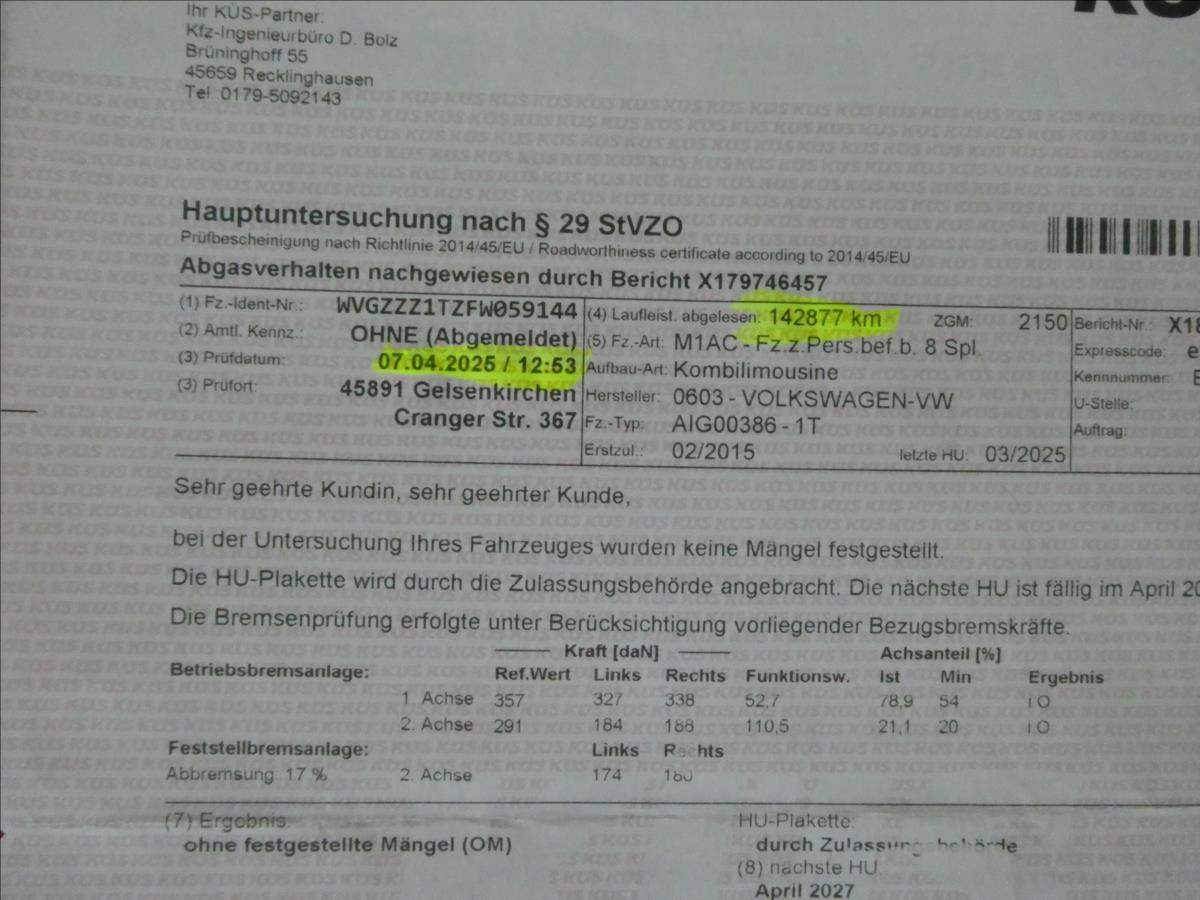 Ihr KÜS-Partner:
Kfz-Ingenieurbüro D. Bolz
Brüninghoff 55
45659 Recklinghausen
Tel 0179-5092143
Hauptuntersuchung nach § 29 StVZO
Prüfbescheinigung nach Richtlinie 2014/45/EU / Roadworthiness certificate according to 2014/45/EU
Abgasverhalten nachgewiesen durch Bericht X179746457
(1) Fz.-Ident-Nr.: WVGZZZ1TZFW059144 (4) Laufleist. abgelesen: 142877 km ZGM: 2150 Bericht-Nr.:
(2) Amtl. Kennz.: OHNE (Abgemeldet) (5) Fz.-Art: M1AC - Fz.z.Pers.bef.b. 8 Spl. Expresscode:
(3) Prüfdatum: 07.04.2025 / 12:53 Aufbau-Art: Kombilimousine Kennnummer:
(3) Prüfort: 45891 Gelsenkirchen Hersteller: 0603 - VOLKSWAGEN-VW U-Stelle:
Cranger Str. 367 Fz.-Typ: AIG00386 - 1T Auftrag:
Erstzul.: 02/2015 letzte HU: 03/2025
Sehr geehrte Kundin, sehr geehrter Kunde,
bei der Untersuchung Ihres Fahrzeuges wurden keine Mängel festgestellt.
Die HU-Plakette wird durch die Zulassungsbehörde angebracht. Die nächste HU ist fällig im April 20
Die Bremsenprüfung erfolgte unter Berücksichtigung vorliegender Bezugsbremskräfte.
Kraft [daN] Achsanteil [%]
Betriebsbremsanlage: Ref.Wert Links Rechts Funktionsw. Ist Min Ergebnis
1. Achse 357 327 338 52,7 78,9 54 I.O
2. Achse 291 184 188 110,5 21,1 20 I.O.
Feststellbremsanlage: Links Rechts
Abbremsung 17 % 2. Achse 174
(7) Ergebnis: HU-Plakette:
ohne festgestellte Mängel (OM) durch Zulassungsbehörde
(8) nächste HU
April 2027